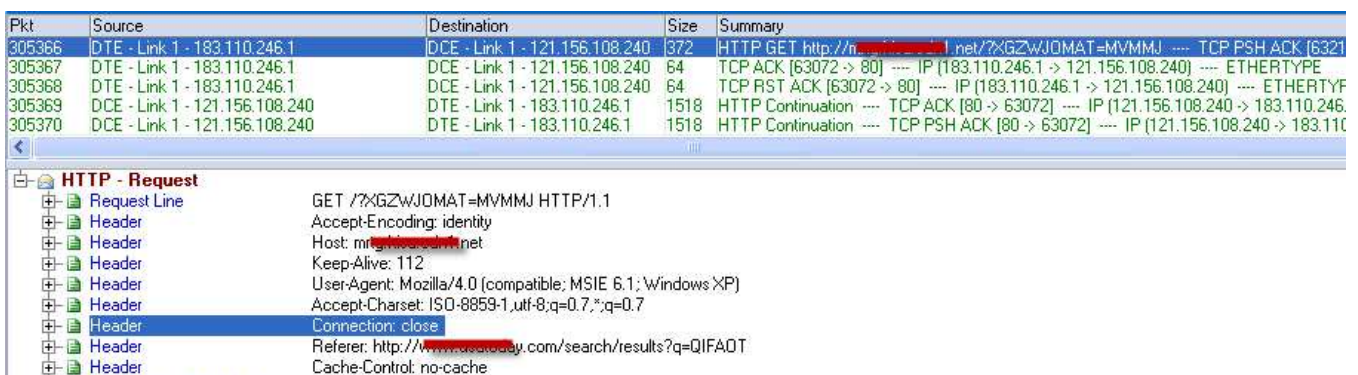 Pkt Source Destination Size Summary
305366 DTE - Link 1 - 183.110.246.1 DCE - Link 1 - 121.156.108.240 372 HTTP GET http:// .net/?XGZWJOMAT=MVMMJ ---- TCP PSH ACK [6321
305367 DTE - Link 1 - 183.110.246.1 DCE - Link 1 - 121.156.108.240 64 TCP ACK [63072 -> 80] ---- IP (183.110.246.1 -> 121.156.108.240) ---- ETHERTYPE
305368 DTE - Link 1 - 183.110.246.1 DCE - Link 1 - 121.156.108.240 64 TCP RST ACK [63072 -> 80] ---- IP (183.110.246.1 -> 121.156.108.240) ---- ETHERTYP
305369 DCE - Link 1 - 121.156.108.240 DTE - Link 1 - 183.110.246.1 1518 HTTP Continuation ---- TCP ACK [80 -> 63072] ---- IP (121.156.108.240 -> 183.110.246.
305370 DCE - Link 1 - 121.156.108.240 DTE - Link 1 - 183.110.246.1 1518 HTTP Continuation ---- TCP PSH ACK [80 -> 63072] ---- IP (121.156.108.240 -> 183.110
HTTP - Request
Request Line GET /?XGZWJOMAT=MVMMJ HTTP/1.1
Header Accept-Encoding: identity
Header Host: .net
Header Keep-Alive: 112
Header User-Agent: Mozilla/4.0 (compatible; MSIE 6.1; Windows XP)
Header Accept-Charset: ISO-8859-1,utf-8;q=0.7,*;q=0.7
Header Connection: close
Header Referer: http:// .com/search/results?q=QIFAOT
Header Cache-Control: no-cache